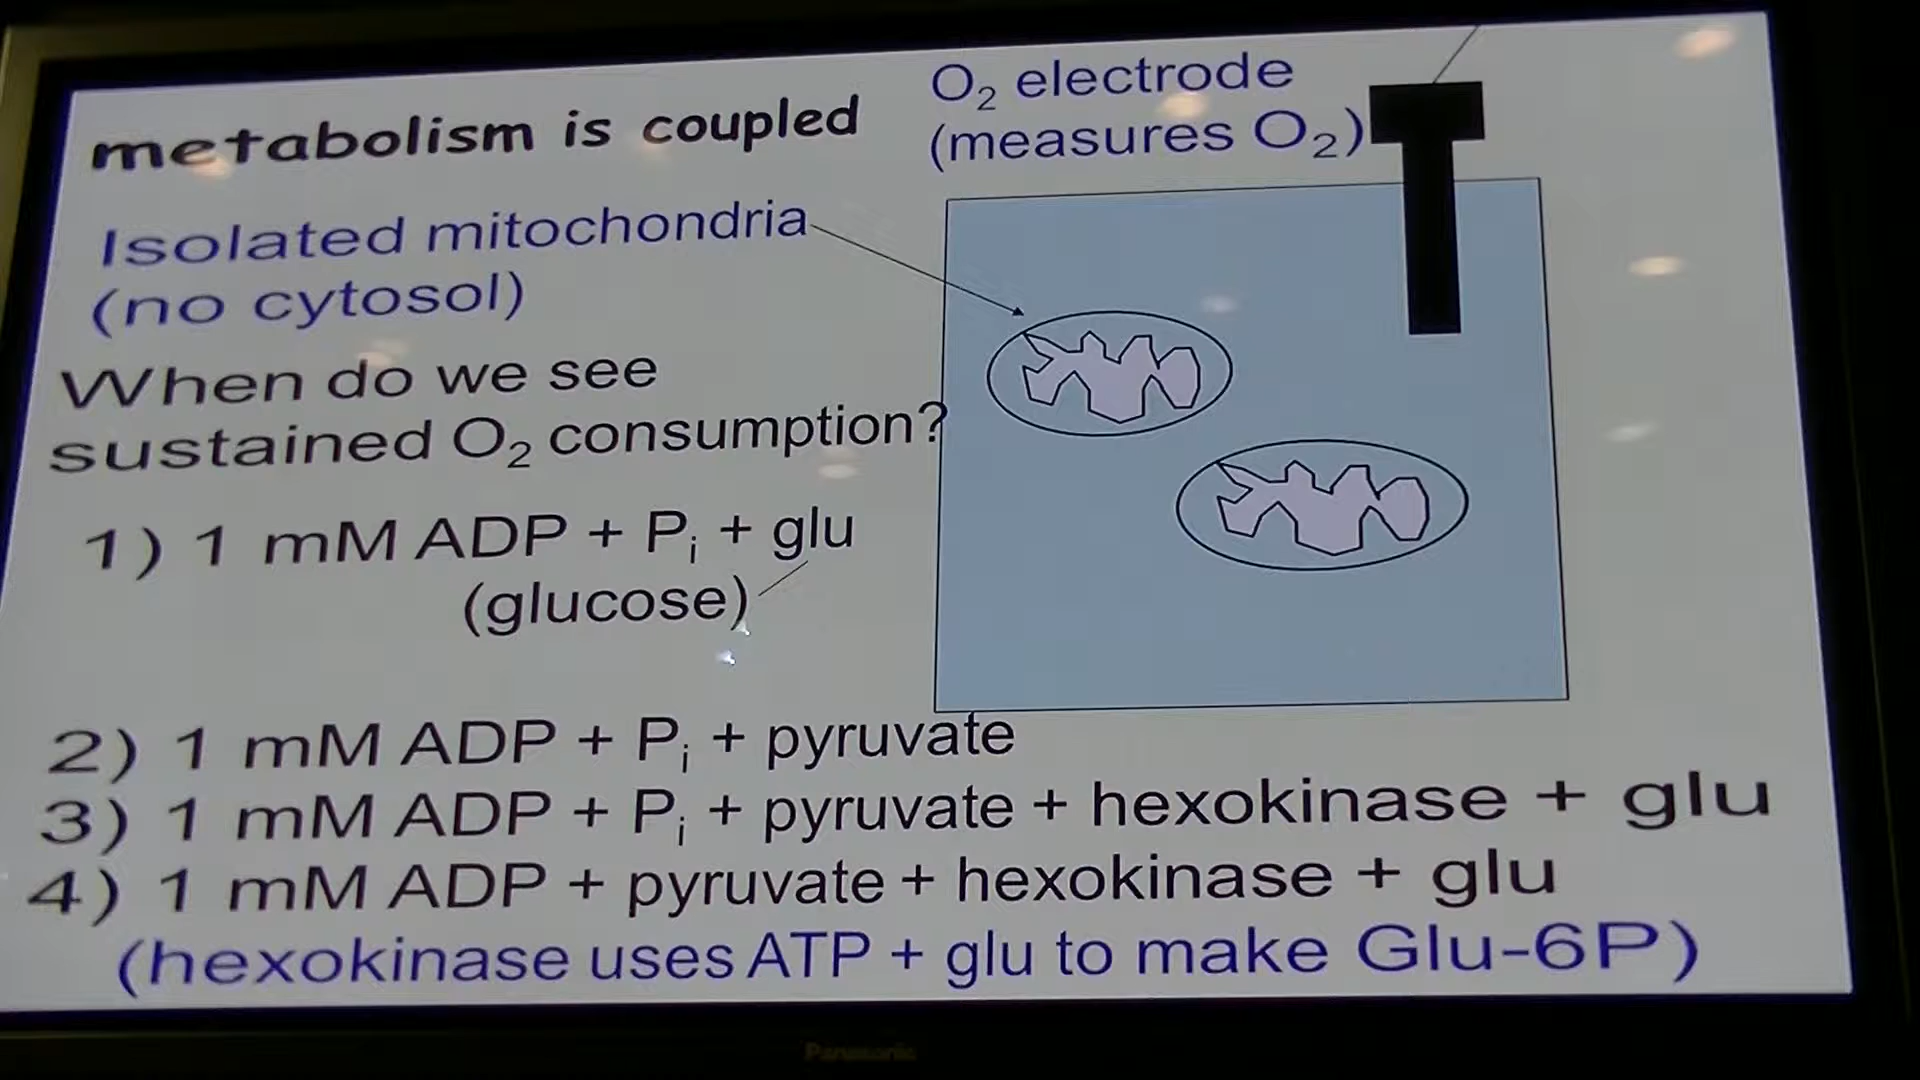 metabolism is coupled
O₂ electrode
(measures O₂)
Isolated mitochondria
(no cytosol)
When do we see
sustained O₂ consumption?
1) 1 mM ADP + Pᵢ + glu
(glucose)
2) 1 mM ADP + Pᵢ + pyruvate
3) 1 mM ADP + Pᵢ + pyruvate + hexokinase + glu
4) 1 mM ADP + pyruvate + hexokinase + glu
(hexokinase uses ATP + glu to make Glu-6P)
Panasonic